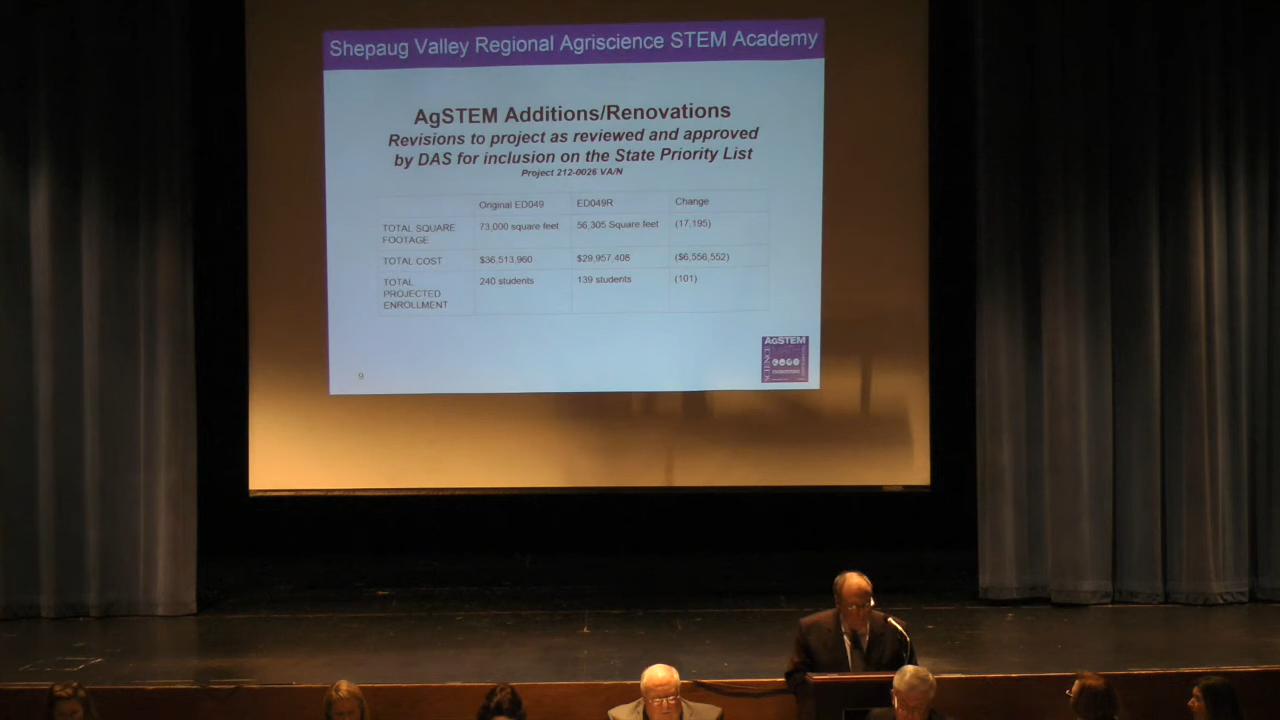 Shepaug Valley Regional Agriscience STEM Academy
AgSTEM Additions/Renovations
Revisions to project as reviewed and approved
by DAS for inclusion on the State Priority List
Project 212-0026 VA/N
Original ED049 ED049R Change
TOTAL SQUARE FOOTAGE 73,000 square feet 56,305 Square feet (17,195)
TOTAL COST $36,513,960 $29,957,408 ($6,556,552)
TOTAL PROJECTED ENROLLMENT 240 students 139 students (101)
AGSTEM
SCIENCE
9